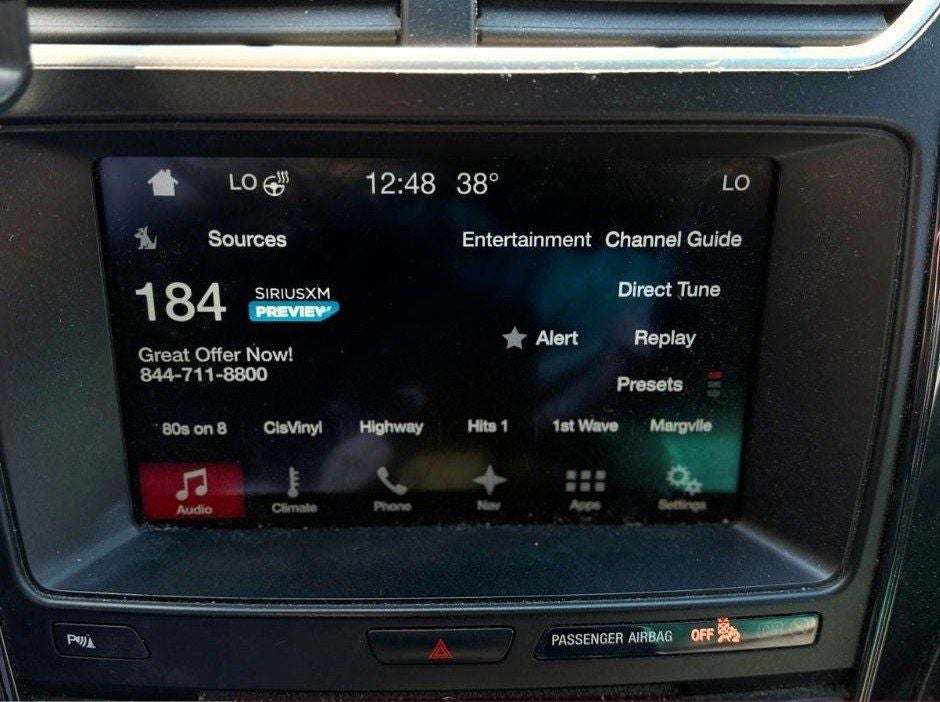 LO 12:48 38° LO
Sources Entertainment Channel Guide
184 SIRIUSXM
PREVIEW
Direct Tune
Alert Replay
Great Offer Now!
844-711-8800
Presets
80s on 8 ClsVinyl Highway Hits 1 1st Wave Margvlle
Audio Climate Phone Nav Apps Settings
P PASSENGER AIRBAG OFF ON